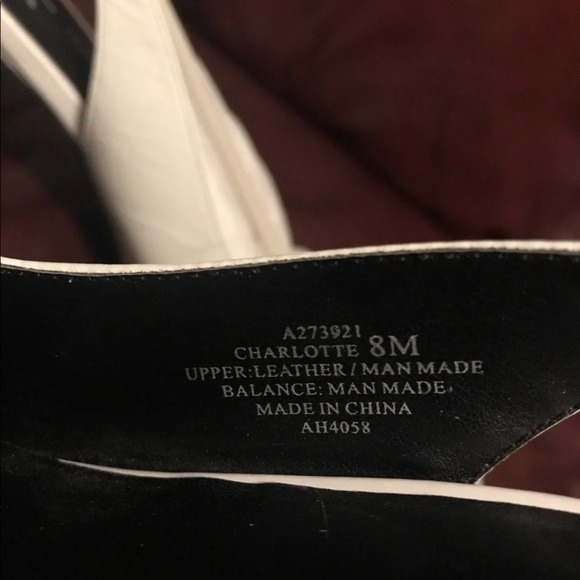 A273921
CHARLOTTE 8M
UPPER:LEATHER / MAN MADE
BALANCE: MAN MADE
MADE IN CHINA
AH4058